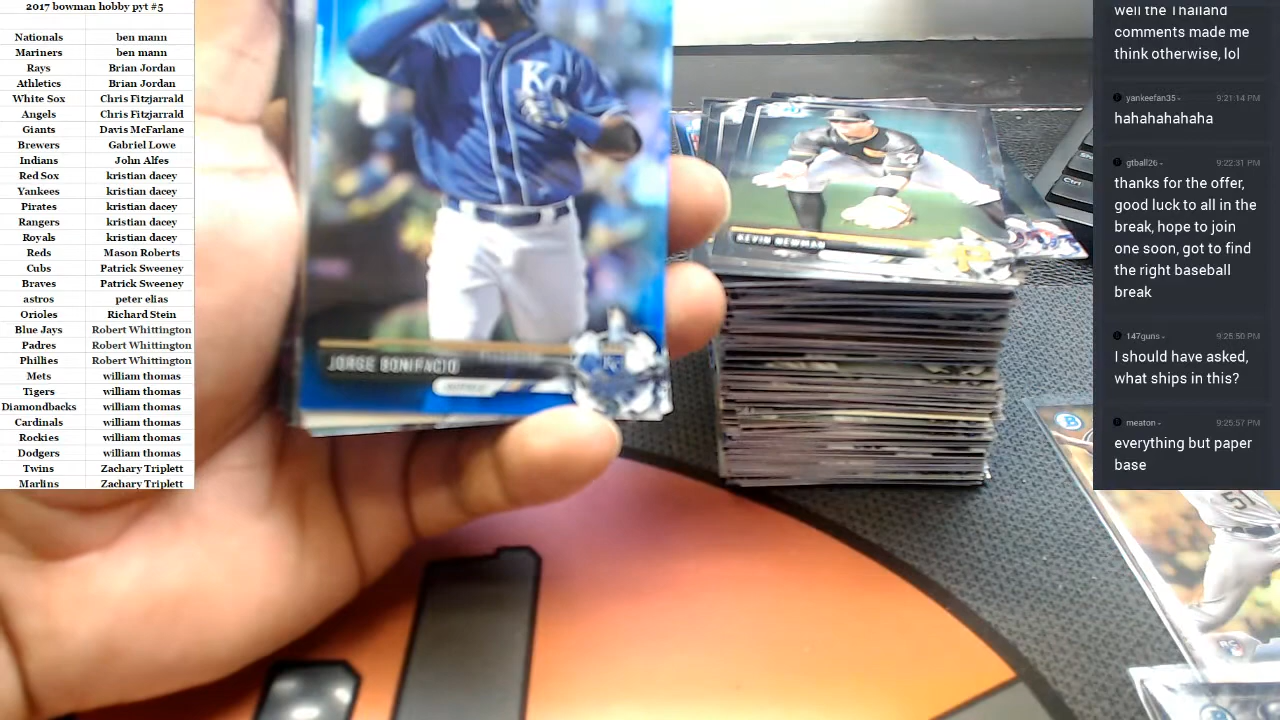 2017 bowman hobby pyt #5
Nationals ben mann
Mariners ben mann
Rays Brian Jordan
Athletics Brian Jordan
White Sox Chris Fitzjarrald
Angels Chris Fitzjarrald
Giants Davis McFarlane
Brewers Gabriel Lowe
Indians John Alfes
Red Sox kristian dacey
Yankees kristian dacey
Pirates kristian dacey
Rangers kristian dacey
Royals kristian dacey
Reds Mason Roberts
Cubs Patrick Sweeney
Braves Patrick Sweeney
astros peter elias
Orioles Richard Stein
Blue Jays Robert Whittington
Padres Robert Whittington
Phillies Robert Whittington
Mets william thomas
Tigers william thomas
Diamondbacks william thomas
Cardinals william thomas
Rockies william thomas
Dodgers william thomas
Twins Zachary Triplett
Marlins Zachary Triplett
KC
JORGE BONIFACIO
KC
KEVIN NEWMAN
Ctrl
B
RC
well the Thailand
comments made me
think otherwise, lol
yankeefan35 - 9:21:14 PM
hahahahahaha
gtball26 - 9:22:31 PM
thanks for the offer,
good luck to all in the
break, hope to join
one soon, got to find
the right baseball
break
147guns - 9:25:50 PM
I should have asked,
what ships in this?
meaton - 9:25:57 PM
everything but paper
base